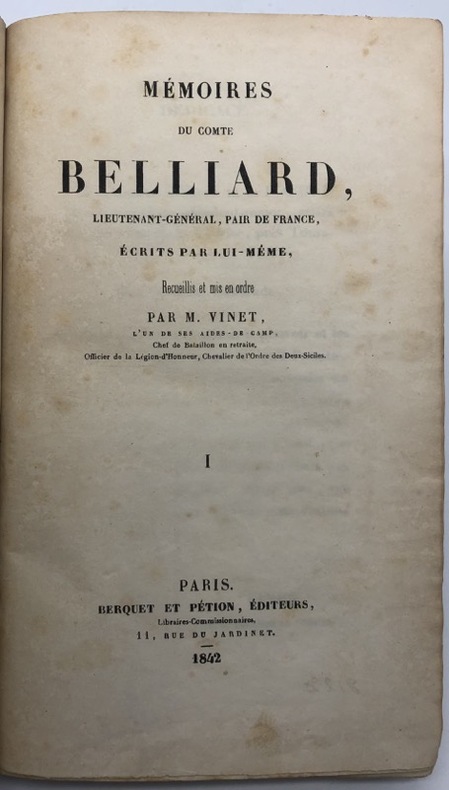 MÉMOIRES
DU COMTE
BELLIARD,
LIEUTENANT-GÉNÉRAL, PAIR DE FRANCE,
ÉCRITS PAR LUI-MÊME,
Recueillis et mis en ordre
PAR M. VINET,
L'UN DE SES AIDES-DE-CAMP,
Chef de Bataillon en retraite,
Officier de la Légion-d'Honneur, Chevalier de l'Ordre des Deux-Siciles.
I
PARIS.
BERQUET ET PÉTION, ÉDITEURS,
Libraires-Commissionnaires,
11, RUE DU JARDINET.
1842